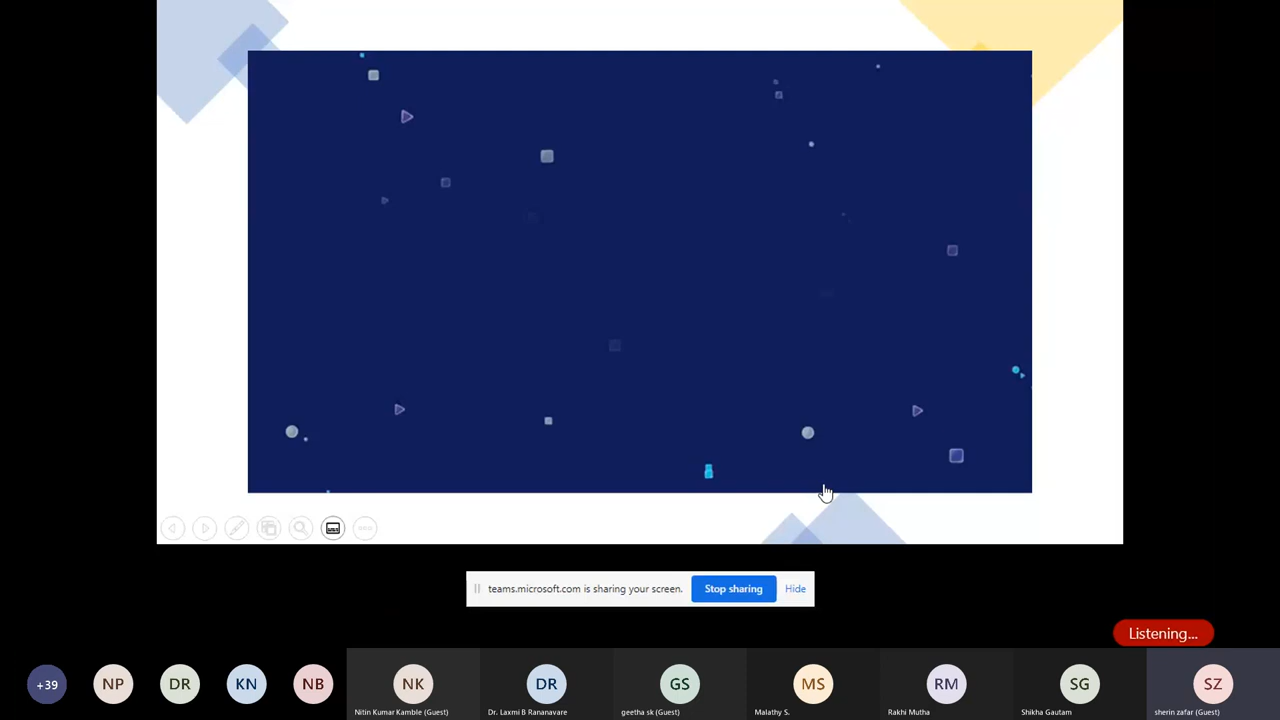 teams.microsoft.com is sharing your screen.
Stop sharing
Hide
Listening...
+39
NP
DR
KN
NB
NK
DR
GS
MS
RM
SG
SZ
Nitin Kumar Kamble (Guest)
Dr. Laxmi B Rananavare
geetha sk (Guest)
Malathy S.
Rakhi Mutha
Shikha Gautam
sherin zafar (Guest)